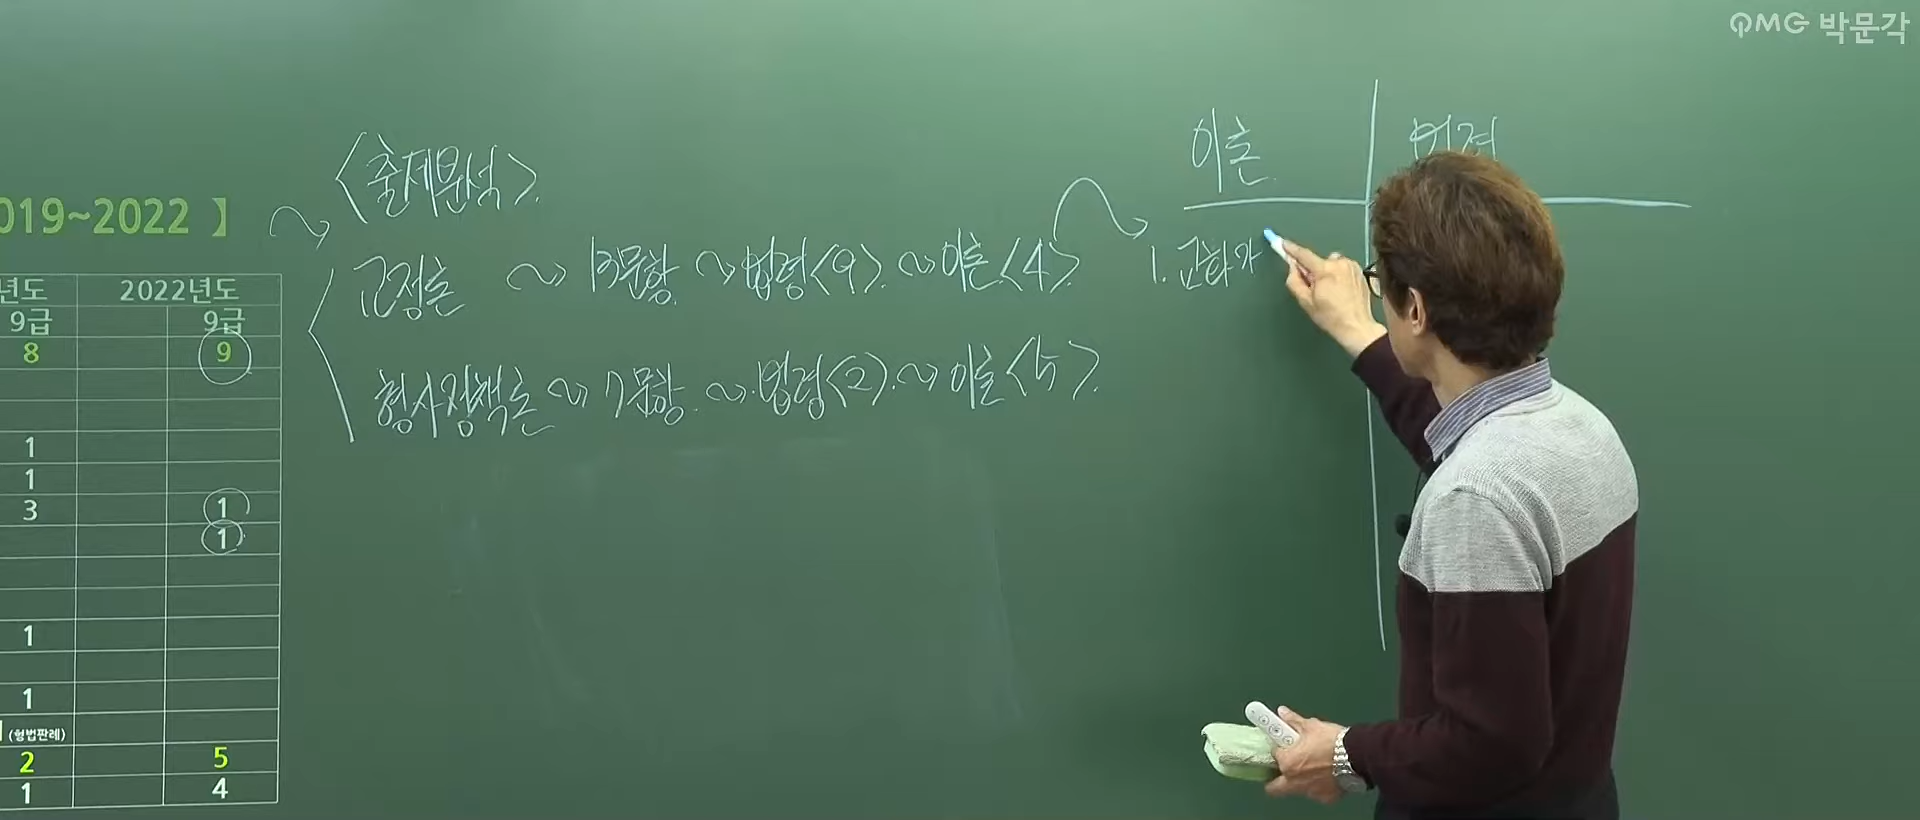 PMG 박문각
이론 법령
<출제분석>.
019~2022 】
교정론 ~ 13문항. ~ 법령<9>. ~ 이론<4>.
1. 교화가
년도 2022년도
9급 9급
8 9
형사정책론 ~ 7문항. ~ 법령<2>. ~ 이론<5>.
1
1
3 1
1
1
1
(형법판례)
2 5
1 4